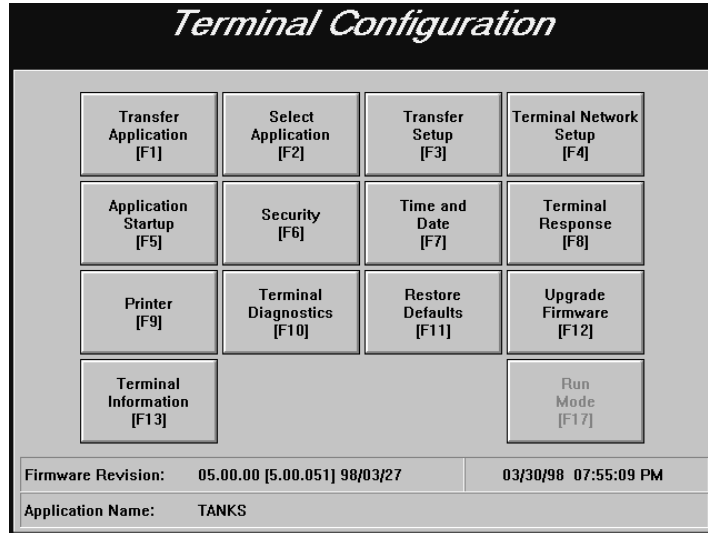 Terminal Configuration
Transfer
Application
[F1]
Select
Application
[F2]
Transfer
Setup
[F3]
Terminal Network
Setup
[F4]
Application
Startup
[F5]
Security
[F6]
Time and
Date
[F7]
Terminal
Response
[F8]
Printer
[F9]
Terminal
Diagnostics
[F10]
Restore
Defaults
[F11]
Upgrade
Firmware
[F12]
Terminal
Information
[F13]
Run
Mode
[F17]
Firmware Revision: 05.00.00 [5.00.051] 98/03/27 03/30/98 07:55:09 PM
Application Name: TANKS